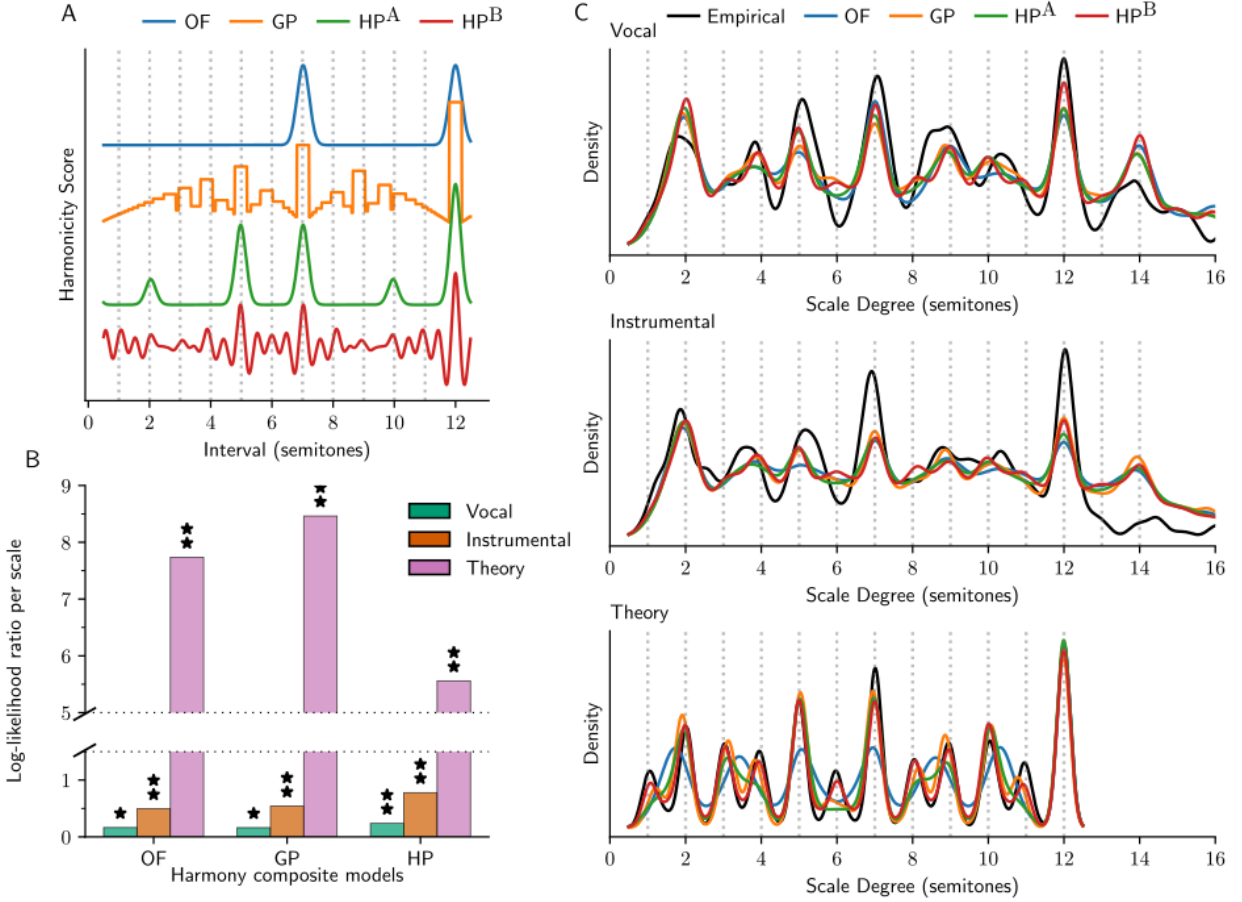 A
OF GP HP^A HP^B
Harmonicity Score
0 2 4 6 8 10 12
Interval (semitones)
B
Log-likelihood ratio per scale
9
8
7
6
5
1
0
Vocal
Instrumental
Theory
OF GP HP
Harmony composite models
C
Empirical OF GP HP^A HP^B
Vocal
Density
0 2 4 6 8 10 12 14 16
Scale Degree (semitones)
Instrumental
Density
0 2 4 6 8 10 12 14 16
Scale Degree (semitones)
Theory
Density
0 2 4 6 8 10 12 14 16
Scale Degree (semitones)